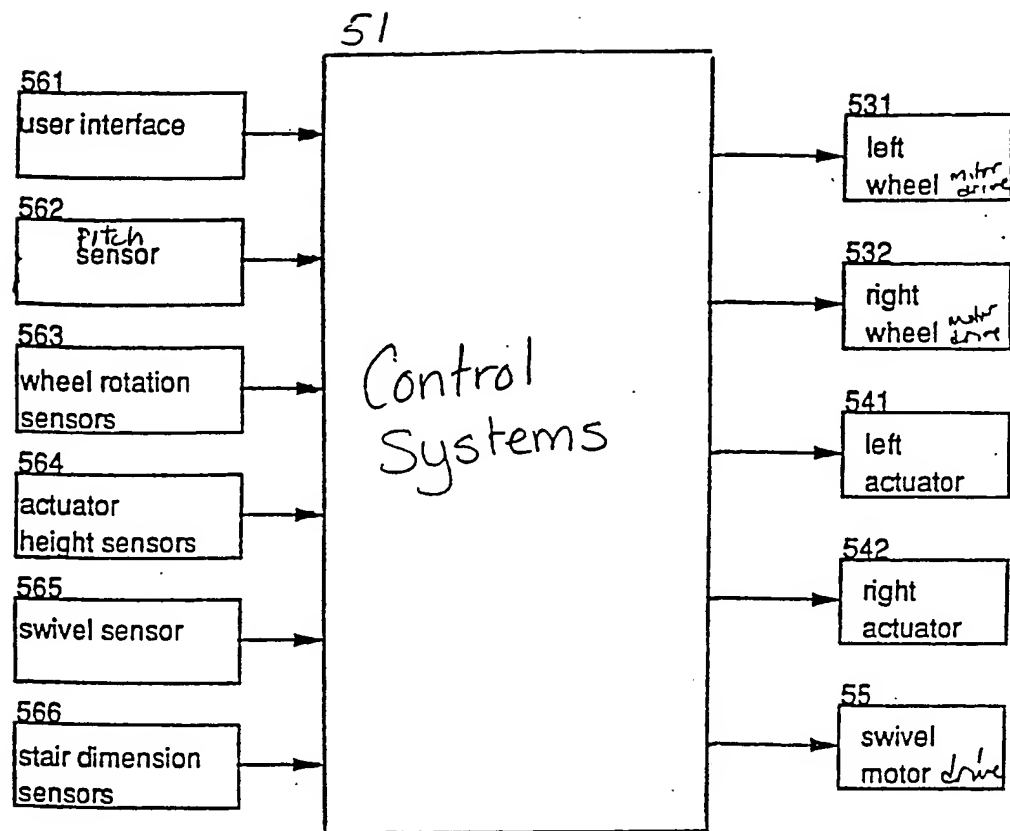 51
561
user interface
562
Pitch
sensor
563
wheel rotation
sensors
564
actuator
height sensors
565
swivel sensor
566
stair dimension
sensors
Control
Systems
531
left
wheel motor
drive
532
right
wheel motor
drive
541
left
actuator
542
right
actuator
55
swivel
motor drive